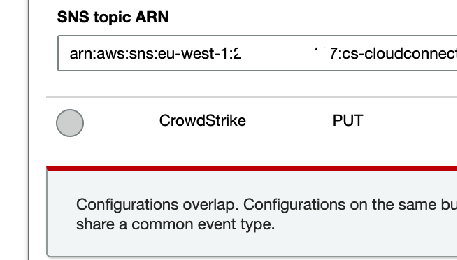 SNS topic ARN
arn:aws:sns:eu-west-1:2 7:cs-cloudconnect
CrowdStrike PUT
Configurations overlap. Configurations on the same bu
share a common event type.